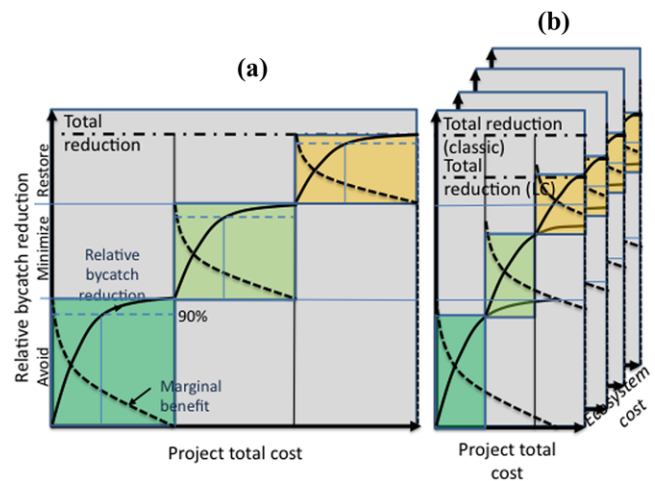 (a)
(b)
Total
reduction
Restore
Minimize
Avoid
Relative bycatch reduction
Relative
bycatch
reduction
90%
Marginal
benefit
Project total cost
Total reduction
(classic)
Total
reduction (LC)
Ecosystem
cost
Project total
cost